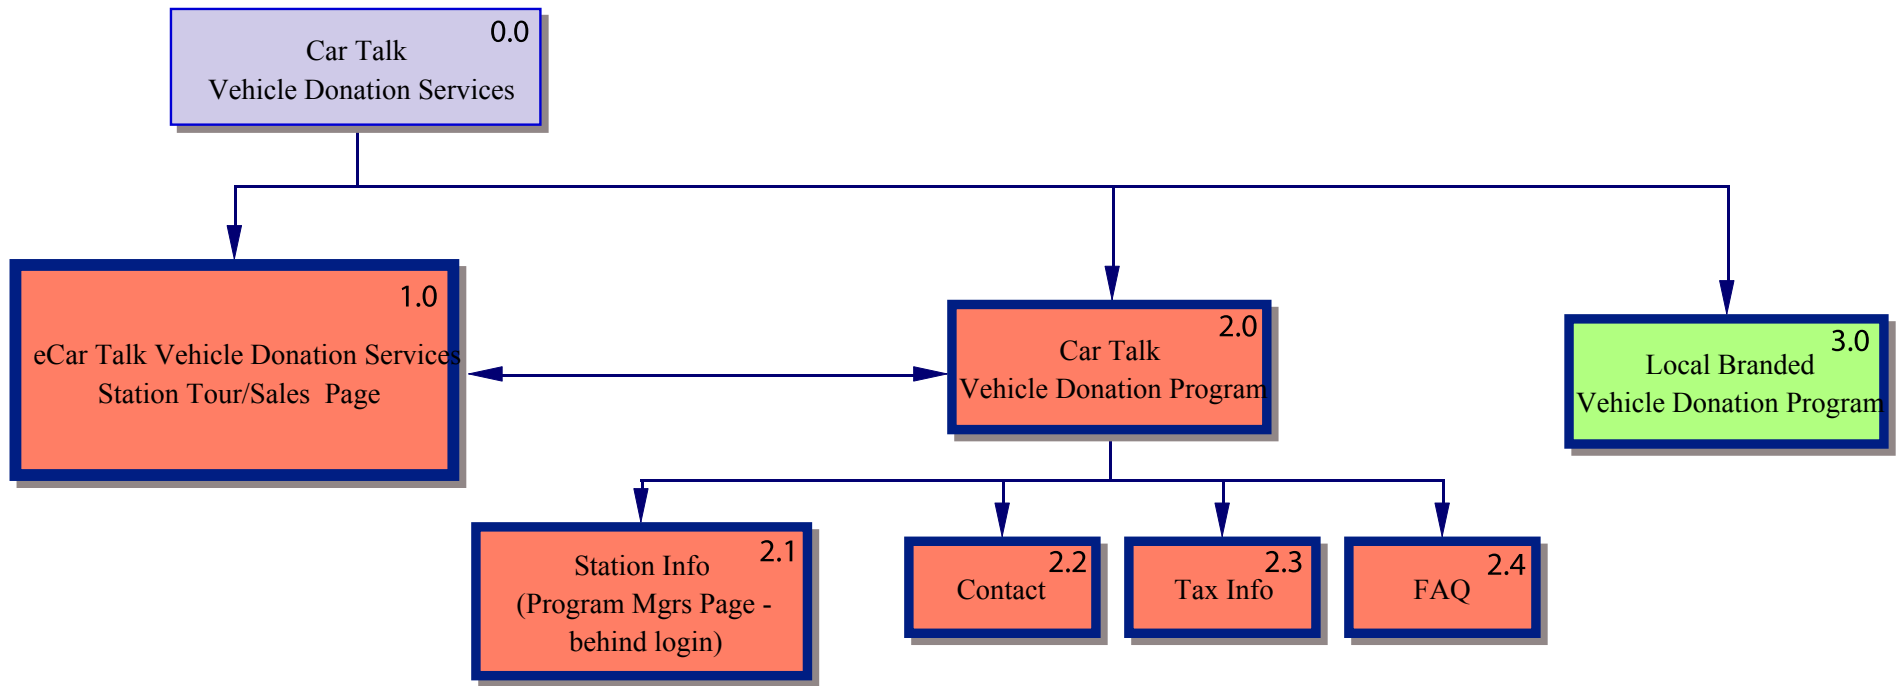 0.0
Car Talk
Vehicle Donation Services
1.0
eCar Talk Vehicle Donation Services
Station Tour/Sales  Page
2.0
Car Talk
Vehicle Donation Program
3.0
Local Branded
Vehicle Donation Program
2.1
Station Info
(Program Mgrs Page -
behind login)
2.2
Contact
2.3
Tax Info
2.4
FAQ